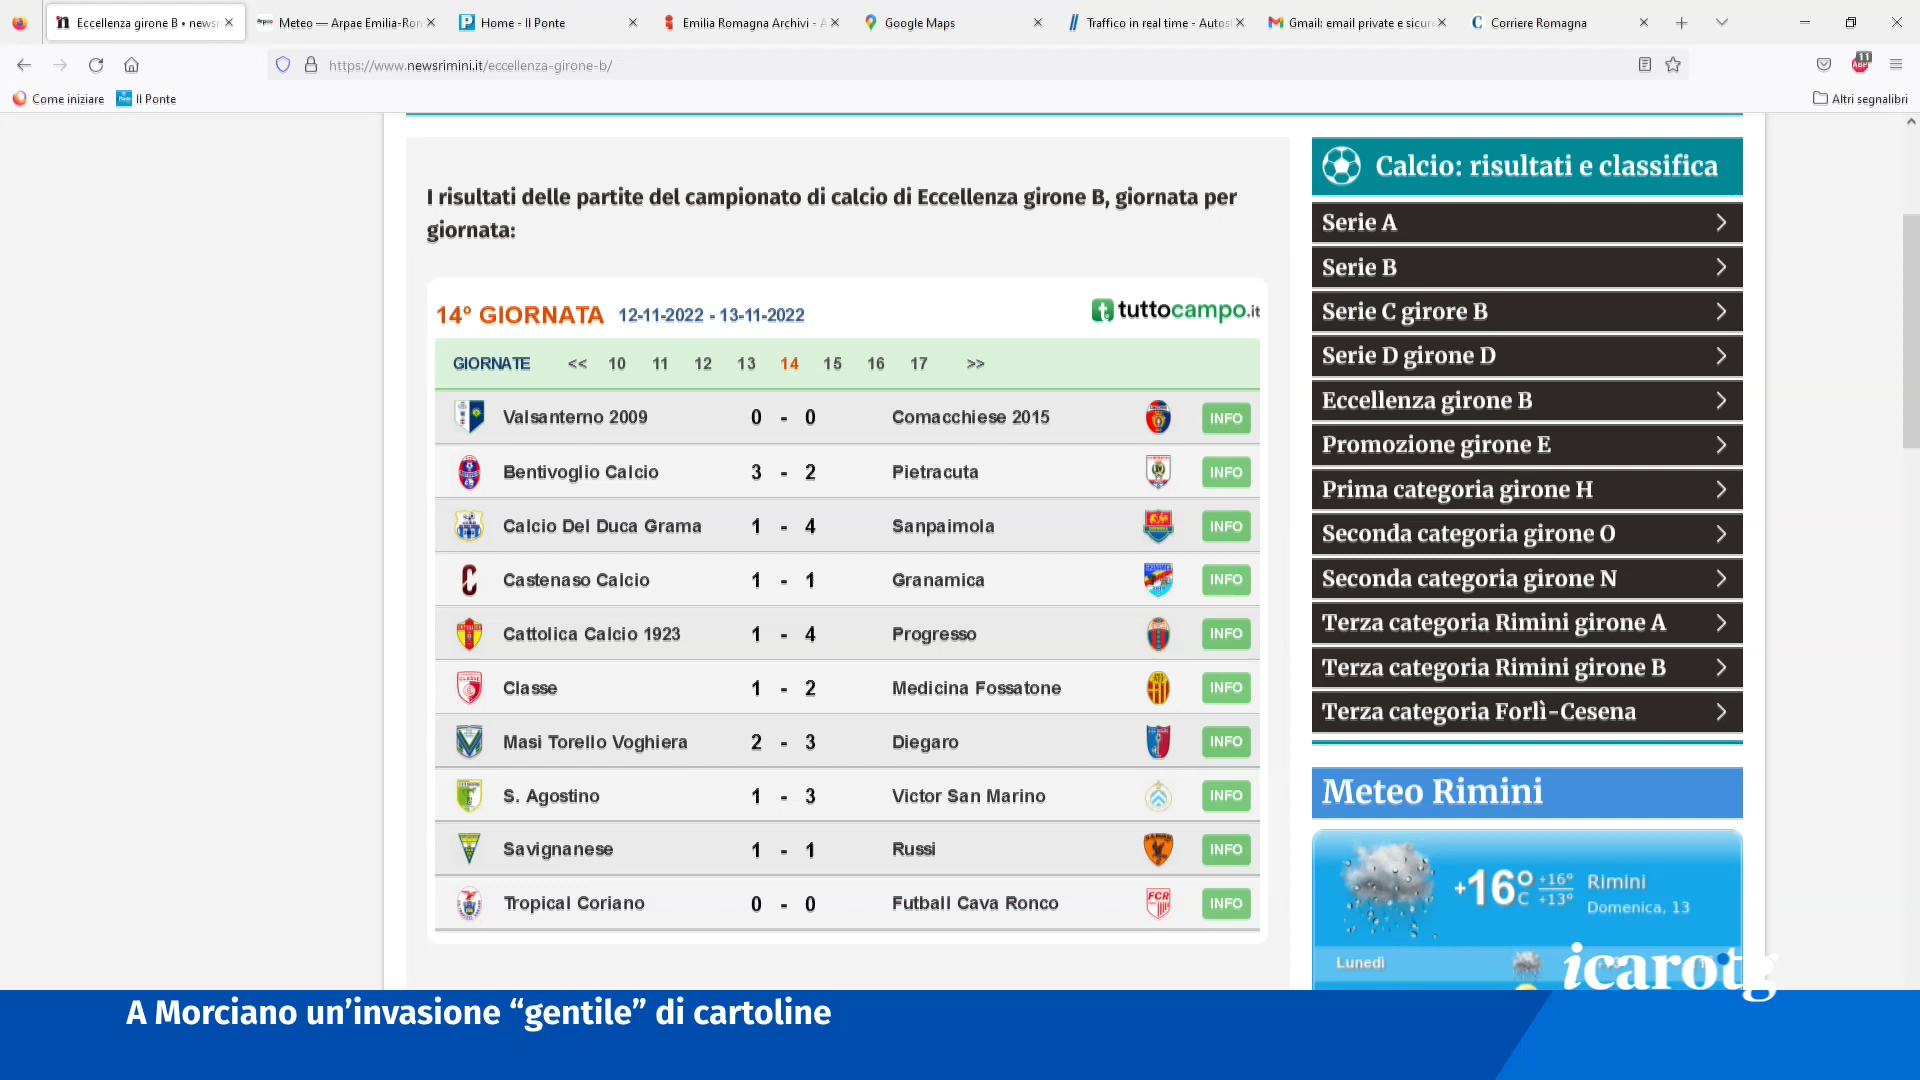 Eccellenza girone B • newsr
Meteo — Arpae Emilia-Ron
Home - Il Ponte
Emilia Romagna Archivi - A
Google Maps
Traffico in real time - Autos
Gmail: email private e sicure
Corriere Romagna
https://www.newsrimini.it/eccellenza-girone-b/
11
ABP
Come iniziare
Il Ponte
Altri segnalibri
I risultati delle partite del campionato di calcio di Eccellenza girone B, giornata per
giornata:
14º GIORNATA 12-11-2022 - 13-11-2022
tuttocampo.it
GIORNATE << 10 11 12 13 14 15 16 17 >>
Valsanterno 2009 0 - 0 Comacchiese 2015 INFO
Bentivoglio Calcio 3 - 2 Pietracuta INFO
Calcio Del Duca Grama 1 - 4 Sanpaimola INFO
Castenaso Calcio 1 - 1 Granamica INFO
Cattolica Calcio 1923 1 - 4 Progresso INFO
Classe 1 - 2 Medicina Fossatone INFO
Masi Torello Voghiera 2 - 3 Diegaro INFO
S. Agostino 1 - 3 Victor San Marino INFO
Savignanese 1 - 1 Russi INFO
Tropical Coriano 0 - 0 Futball Cava Ronco FCR INFO
Calcio: risultati e classifica
Serie A
Serie B
Serie C girore B
Serie D girone D
Eccellenza girone B
Promozione girone E
Prima categoria girone H
Seconda categoria girone O
Seconda categoria girone N
Terza categoria Rimini girone A
Terza categoria Rimini girone B
Terza categoria Forlì-Cesena
Meteo Rimini
+16° C +16° +13°
Rimini
Domenica, 13
Lunedì
icarotg
A Morciano un’invasione “gentile” di cartoline